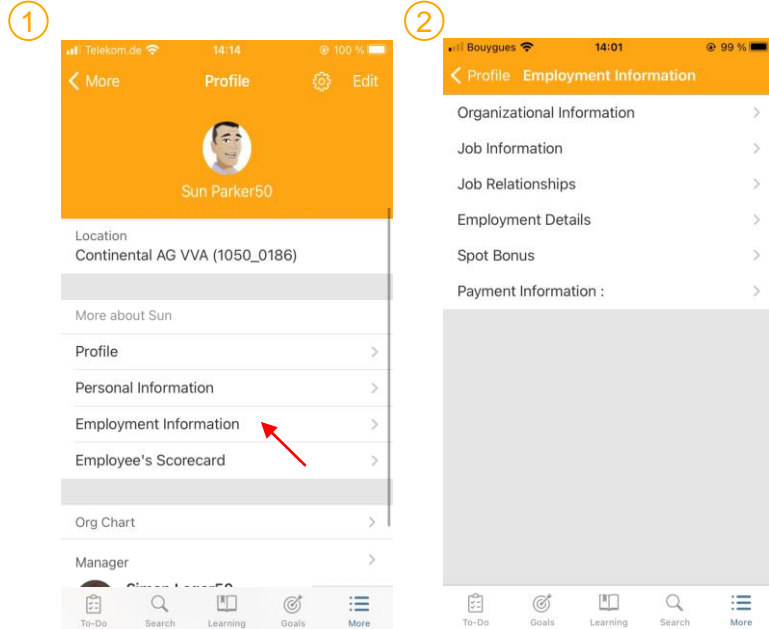 1
Telekom.de 14:14 100 %
More Profile Edit
Sun Parker50
Location
Continental AG VVA (1050_0186)
More about Sun
Profile
Personal Information
Employment Information
Employee's Scorecard
Org Chart
Manager
To-Do Search Learning Goals More
2
Bouygues 14:01 99 %
Profile Employment Information
Organizational Information
Job Information
Job Relationships
Employment Details
Spot Bonus
Payment Information :
To-Do Goals Learning Search More